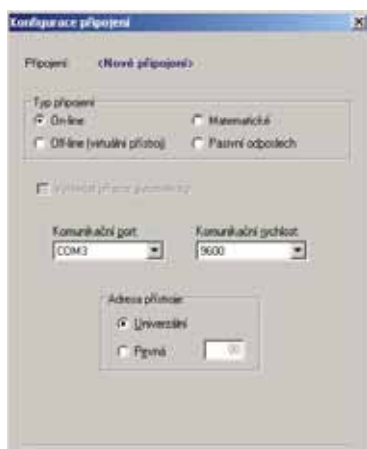 Konfigurace připojení
Připojení: <Nové připojení>
Typ připojení
On-line
Matematické
Off-line (virtuální přístroj)
Pasivní odposlech
Komunikační port
Komunikační rychlost
COM3
9600
Adresa přístroje
Univerzální
Pevná